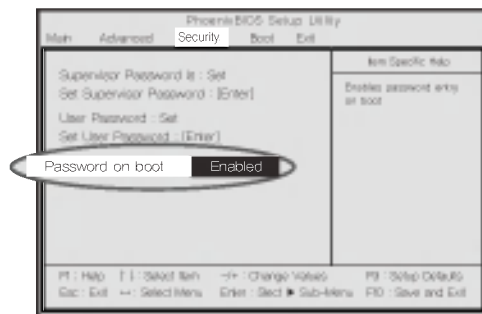 PhoenixBIOS Setup Utility
Main Advanced Security Boot Exit
Item Specific Help
Supervisor Password is : Set
Set Supervisor Password : [Enter]
Enables password entry
on boot
User Password : Set
Set User Password : [Enter]
Password on boot Enabled
F1 : Help ↑↓ : Select Item -/+ : Change Values F9 : Setup Defaults
Esc : Exit ↔ : Select Menu Enter : Select ▶ Sub-Menu F10 : Save and Exit